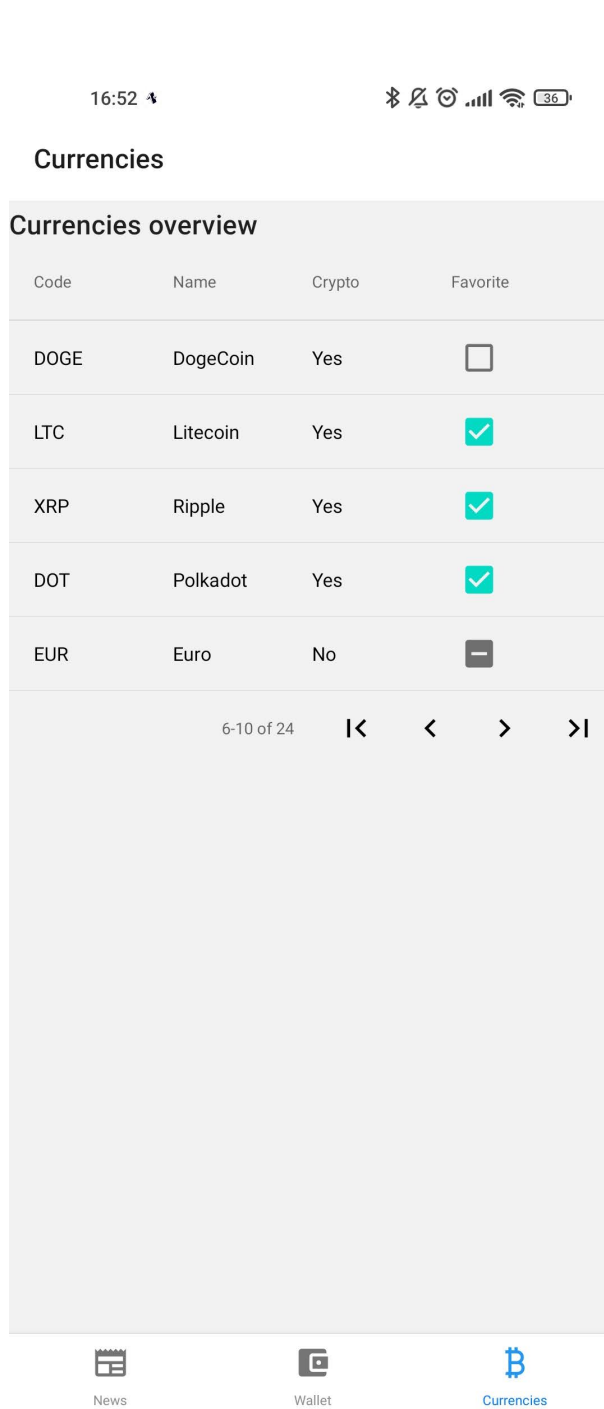 16:52 36
Currencies
Currencies overview
Code Name Crypto Favorite
DOGE DogeCoin Yes
LTC Litecoin Yes
XRP Ripple Yes
DOT Polkadot Yes
EUR Euro No
6-10 of 24
News Wallet Currencies